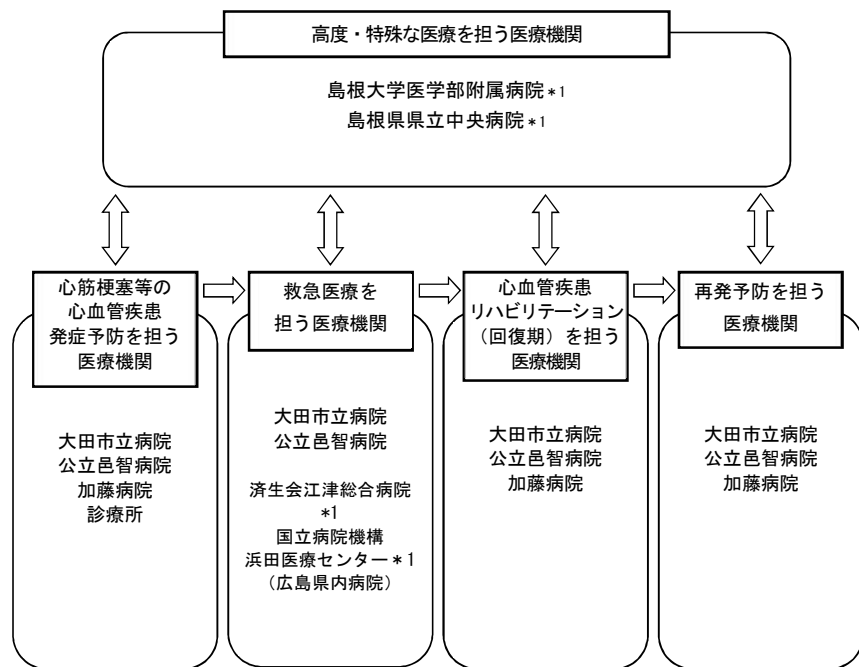 高度・特殊な医療を担う医療機関
島根大学医学部附属病院＊1
島根県県立中央病院＊1
心筋梗塞等の
心血管疾患
発症予防を担う
医療機関
大田市立病院
公立邑智病院
加藤病院
診療所
救急医療を
担う医療機関
大田市立病院
公立邑智病院
済生会江津総合病院
*1
国立病院機構
浜田医療センター＊1
（広島県内病院）
心血管疾患
リハビリテーション
（回復期）を担う
医療機関
大田市立病院
公立邑智病院
加藤病院
再発予防を担う
医療機関
大田市立病院
公立邑智病院
加藤病院